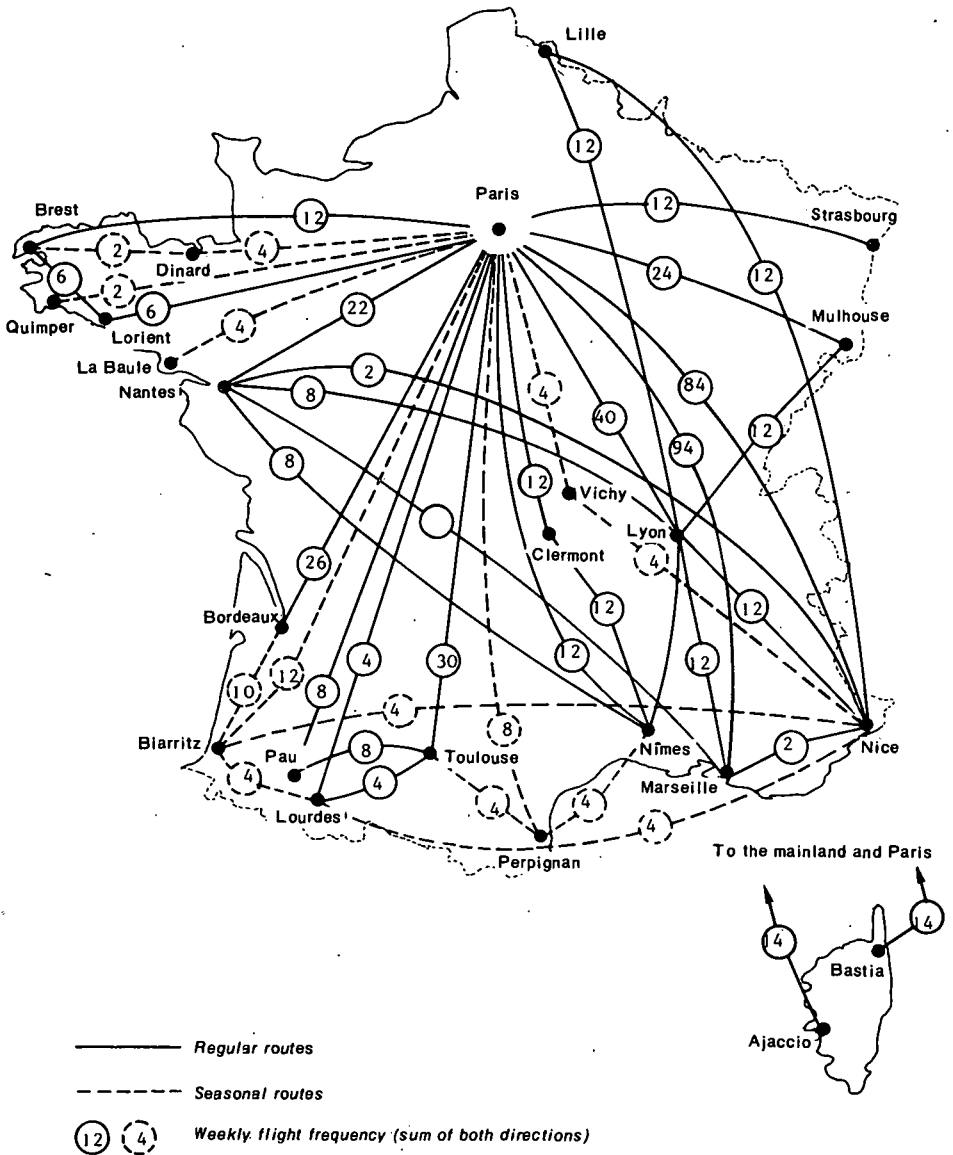 Lille
12
Paris
Brest
12
12
Strasbourg
2
4
Dinard
24
12
6
2
6
22
Quimper
Lorient
4
Mulhouse
La Baule
2
Nantes
8
4
84
40
12
94
8
12
Vichy
Clermont
Lyon
4
26
12
12
Bordeaux
12
8
4
30
12
12
10
4
8
Biarritz
Pau
8
Toulouse
Nîmes
2
Nice
4
4
Marseille
Lourdes
4
4
4
Perpignan
To the mainland and Paris
14
14
Bastia
Ajaccio
Regular routes
Seasonal routes
12 4 Weekly flight frequency (sum of both directions)